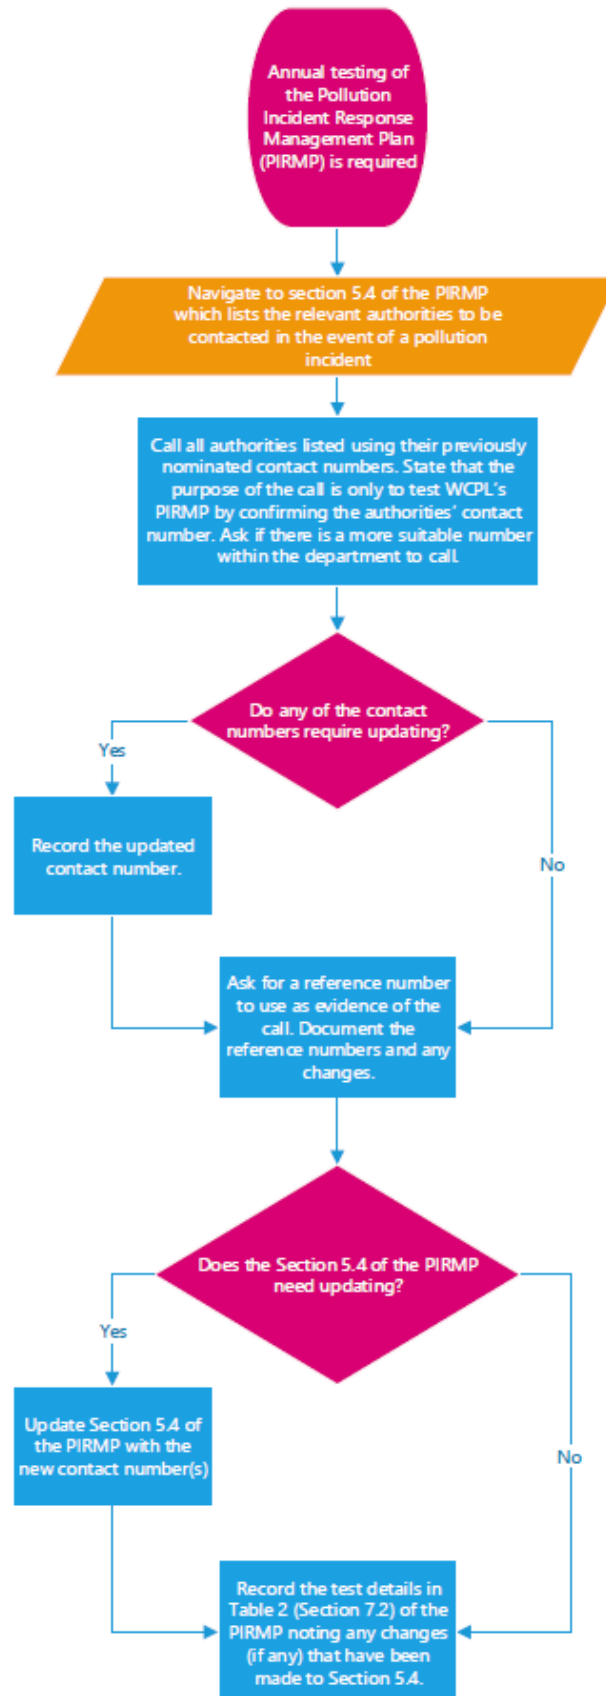 Annual testing of
the Pollution
Incident Response
Management Plan
(PIRMP) is required
Navigate to section 5.4 of the PIRMP
which lists the relevant authorities to be
contacted in the event of a pollution
incident
Call all authorities listed using their previously
nominated contact numbers. State that the
purpose of the call is only to test WCPL's
PIRMP by confirming the authorities' contact
number. Ask if there is a more suitable number
within the department to call.
Do any of the contact
numbers require updating?
Yes
Record the updated
contact number.
No
Ask for a reference number
to use as evidence of the
call. Document the
reference numbers and any
changes.
Does the Section 5.4 of the PIRMP
need updating?
Yes
Update Section 5.4 of
the PIRMP with the
new contact number(s)
No
Record the test details in
Table 2 (Section 7.2) of the
PIRMP noting any changes
(if any) that have been
made to Section 5.4.